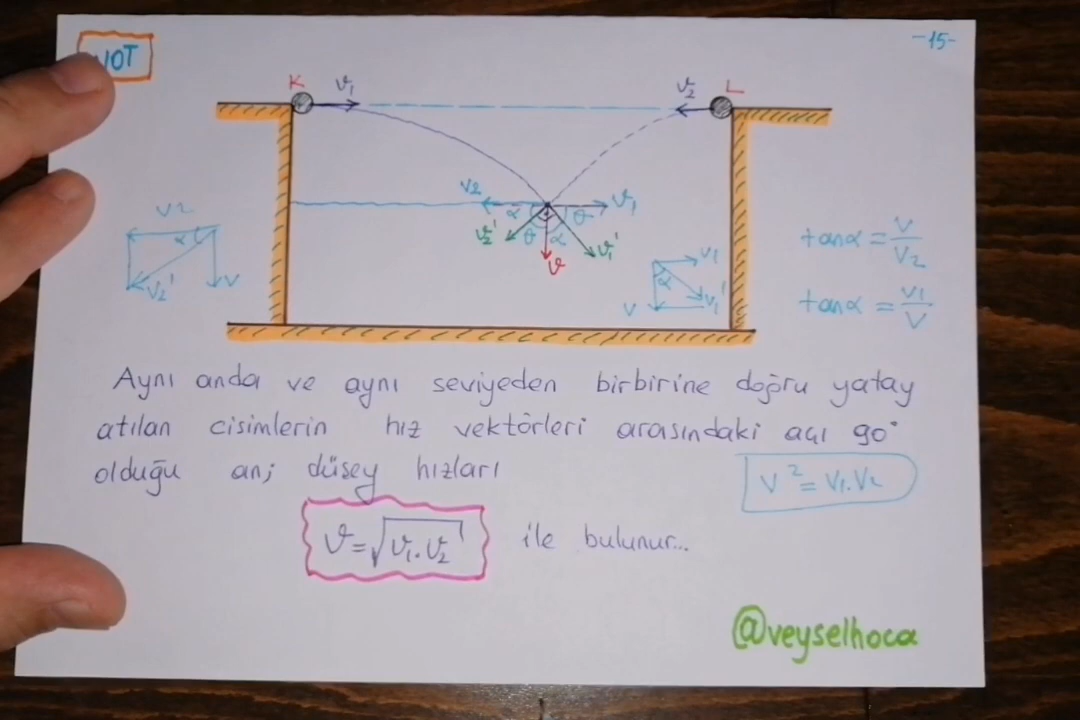 NOT
-15-
K
V1
V2
L
V2
α
θ
V1
V2'
θ
α
V1'
V
V2
α
V2'
V
V1
α
V1'
V
tanα = V/V2
tanα = V1/V
Aynı anda ve aynı seviyeden birbirine doğru yatay
atılan cisimlerin hız vektörleri arasındaki açı 90°
olduğu an; düşey hızları
V² = V1.V2
V = √V1.V2 ile bulunur...
@veyselhoca